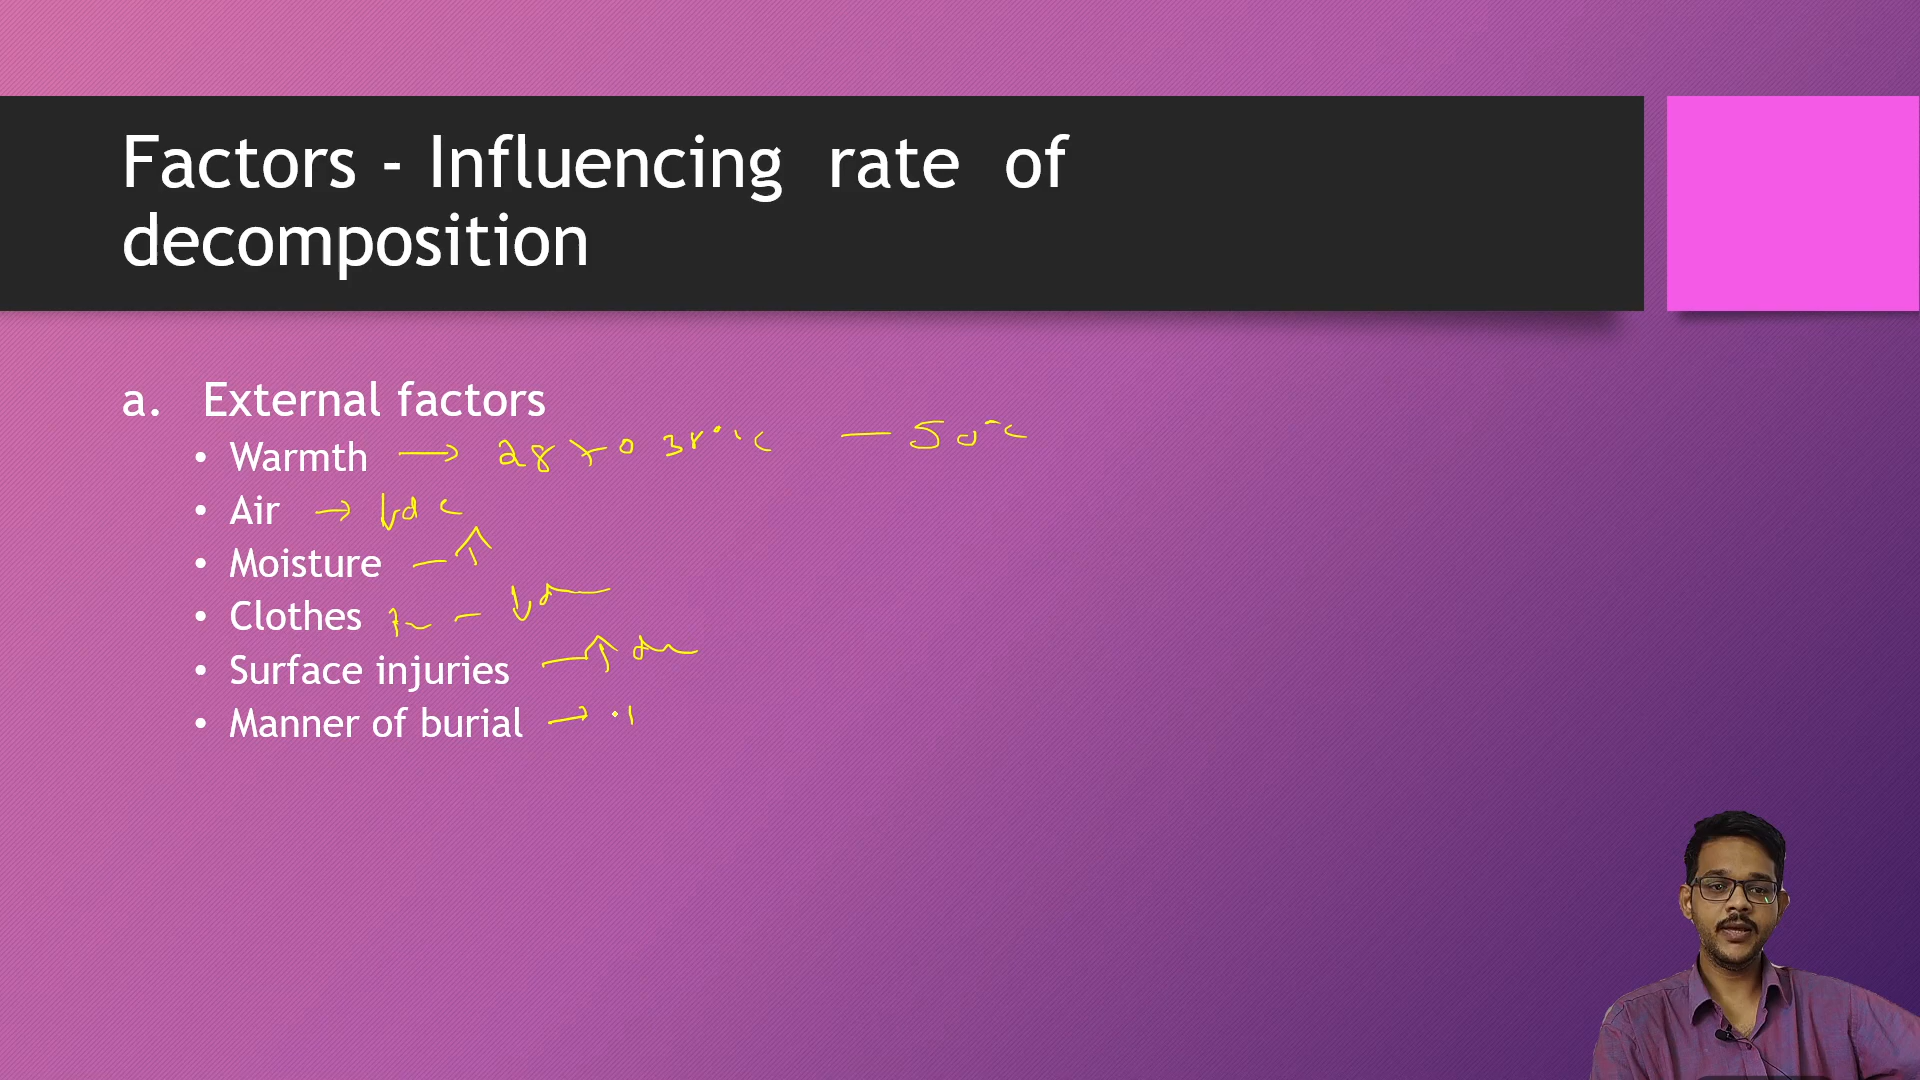 Factors - Influencing rate of
decomposition
a. External factors
• Warmth → 28 to 38°C — 50°C
• Air → ↓d
• Moisture — ↑
• Clothes — ↓
• Surface injuries — ↑
• Manner of burial →